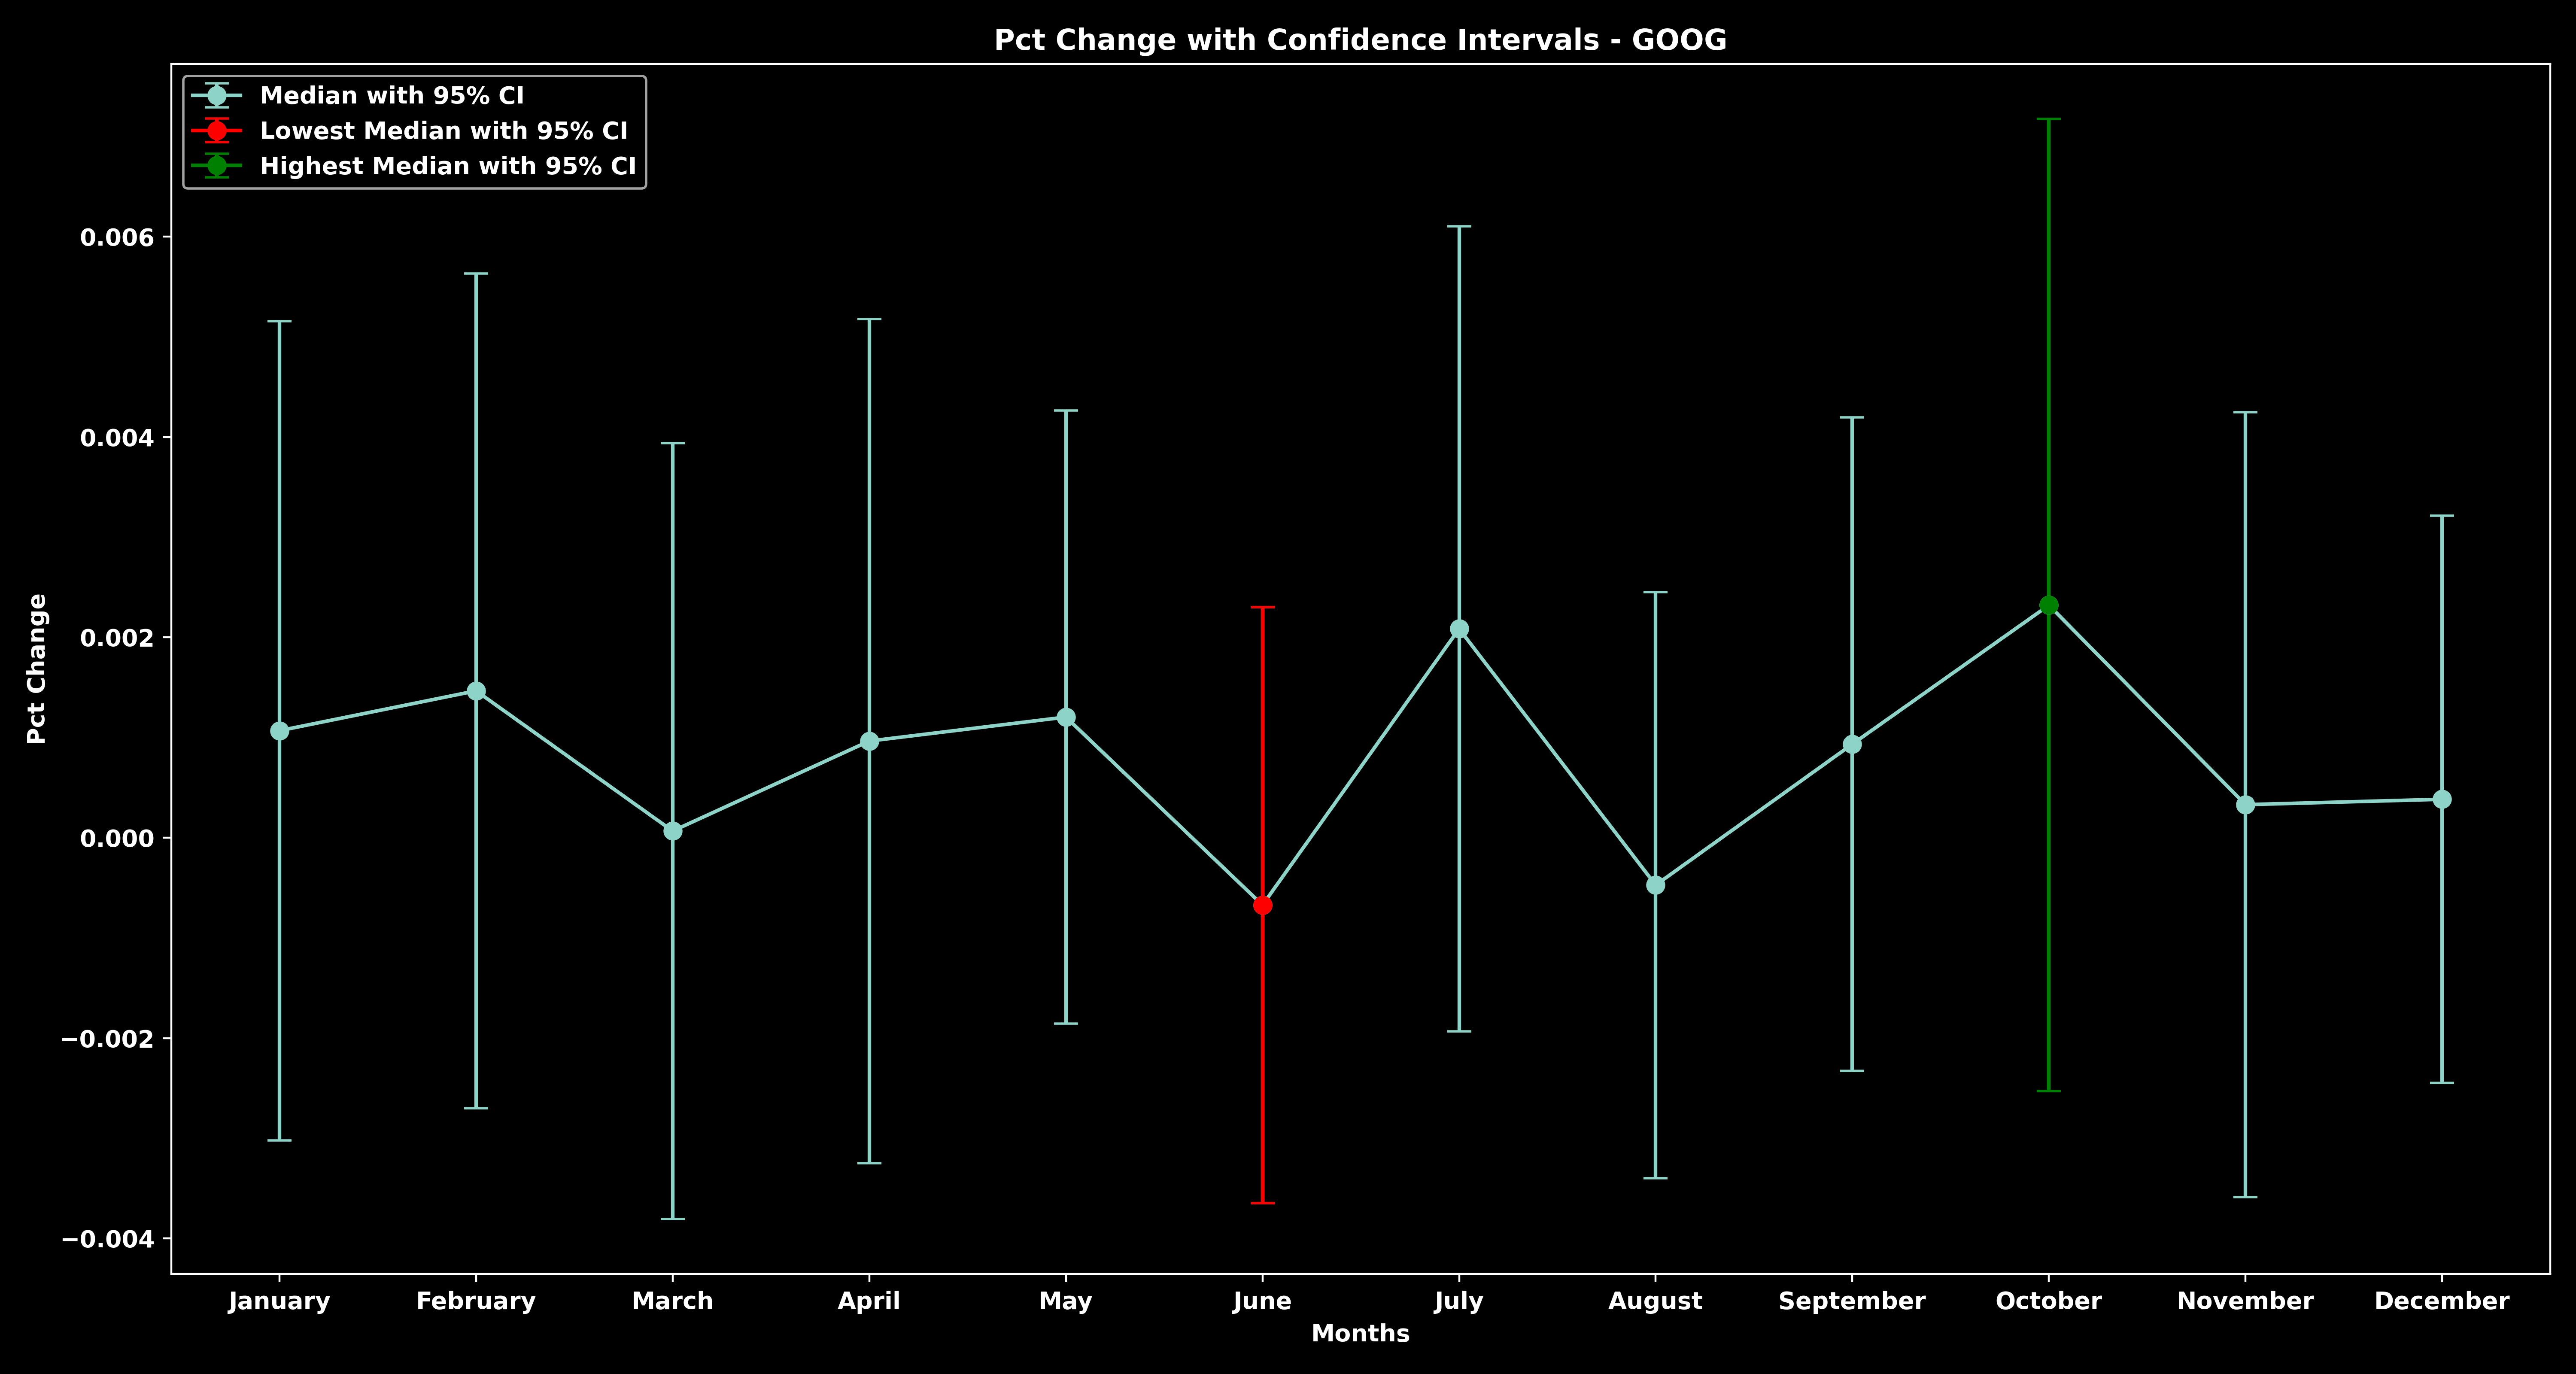 Pct Change with Confidence Intervals - GOOG
Median with 95% CI
Lowest Median with 95% CI
Highest Median with 95% CI
0.006
0.004
0.002
0.000
−0.002
−0.004
Pct Change
January February March April May June July August September October November December
Months